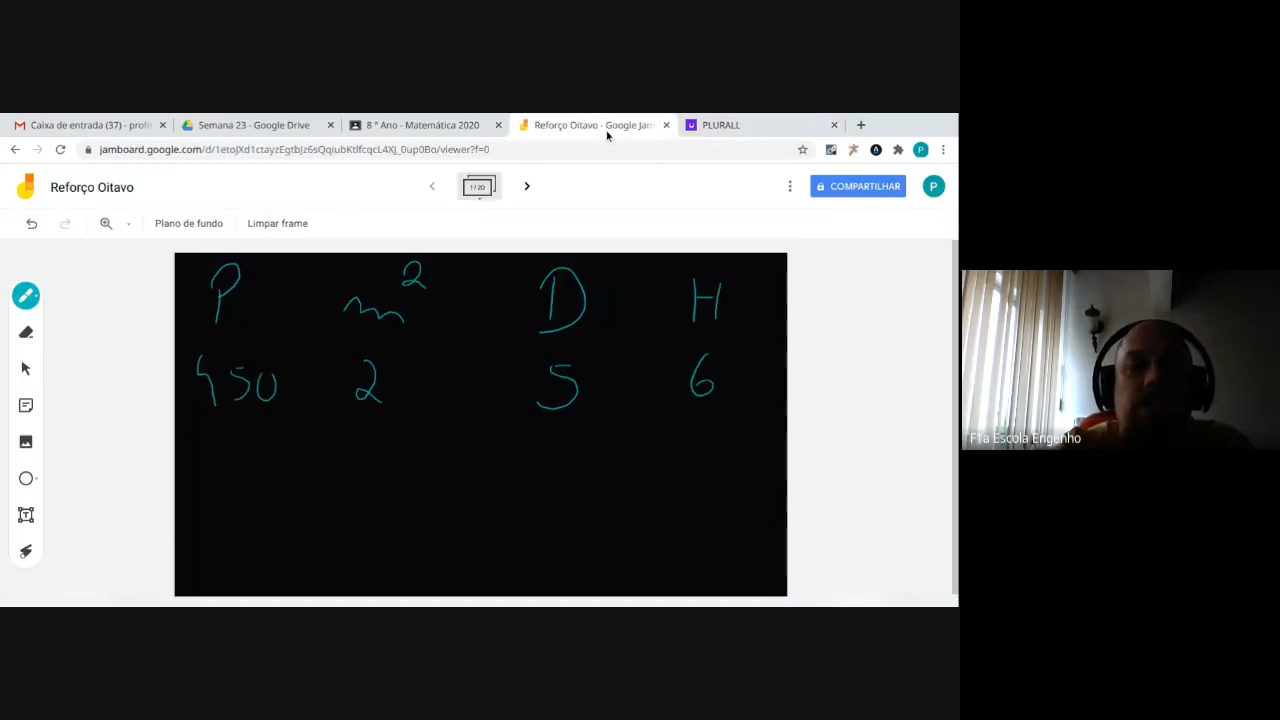 Caixa de entrada (37) - profe
Semana 23 - Google Drive
8 º Ano - Matemática 2020
Reforço Oitavo - Google Jam
PLURALL
jamboard.google.com/d/1etoJXd1ctayzEgtbJz6sQqiubKtlfcqcL4XJ_0up0Bo/viewer?f=0
P
Reforço Oitavo
1 / 20
COMPARTILHAR
P
Plano de fundo
Limpar frame
P m² D H
450 2 5 6
F1a Escola Engenho